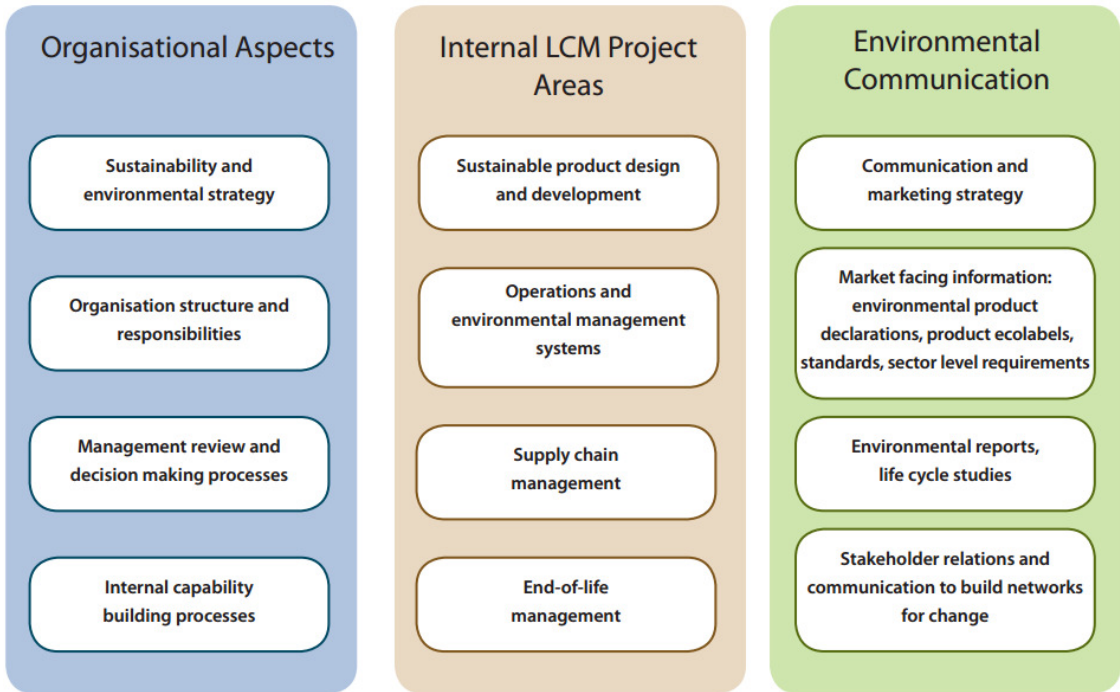 Organisational Aspects
Sustainability and
environmental strategy
Organisation structure and
responsibilities
Management review and
decision making processes
Internal capability
building processes
Internal LCM Project
Areas
Sustainable product design
and development
Operations and
environmental management
systems
Supply chain
management
End-of-life
management
Environmental
Communication
Communication and
marketing strategy
Market facing information:
environmental product
declarations, product ecolabels,
standards, sector level requirements
Environmental reports,
life cycle studies
Stakeholder relations and
communication to build networks
for change